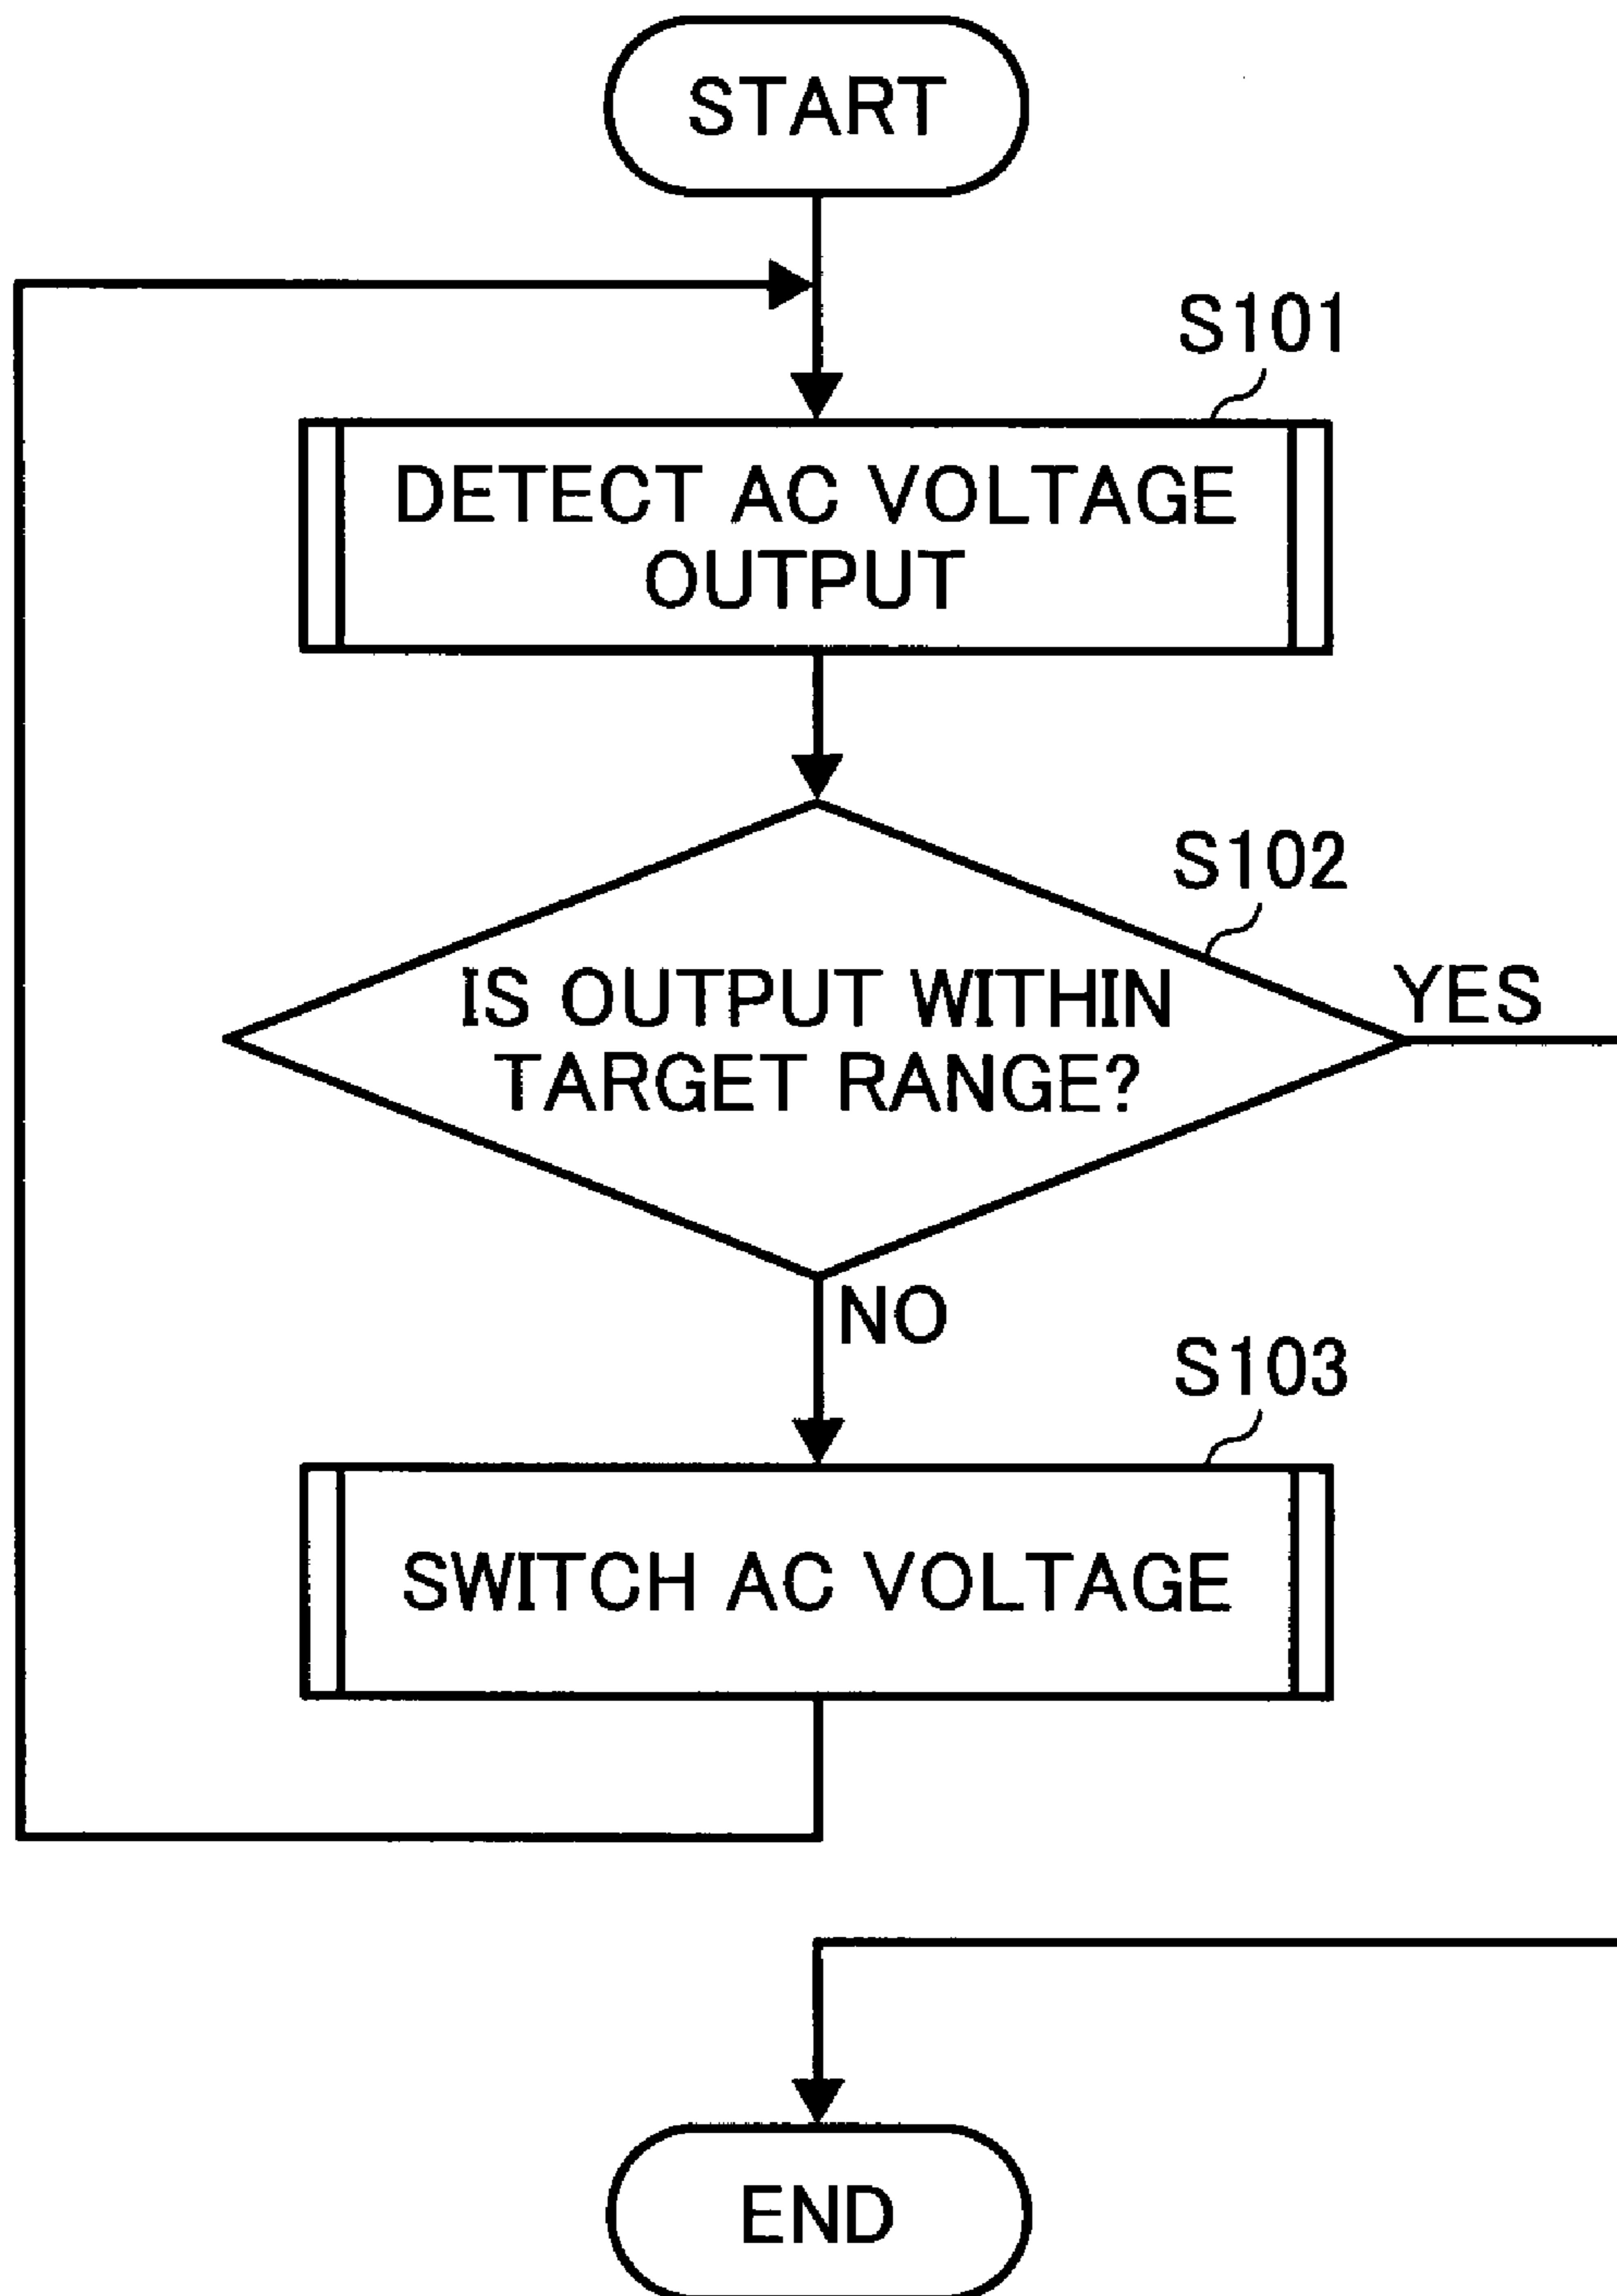 START
S101
DETECT AC VOLTAGE
OUTPUT
S102
IS OUTPUT WITHIN
TARGET RANGE?
YES
NO
S103
SWITCH AC VOLTAGE
END